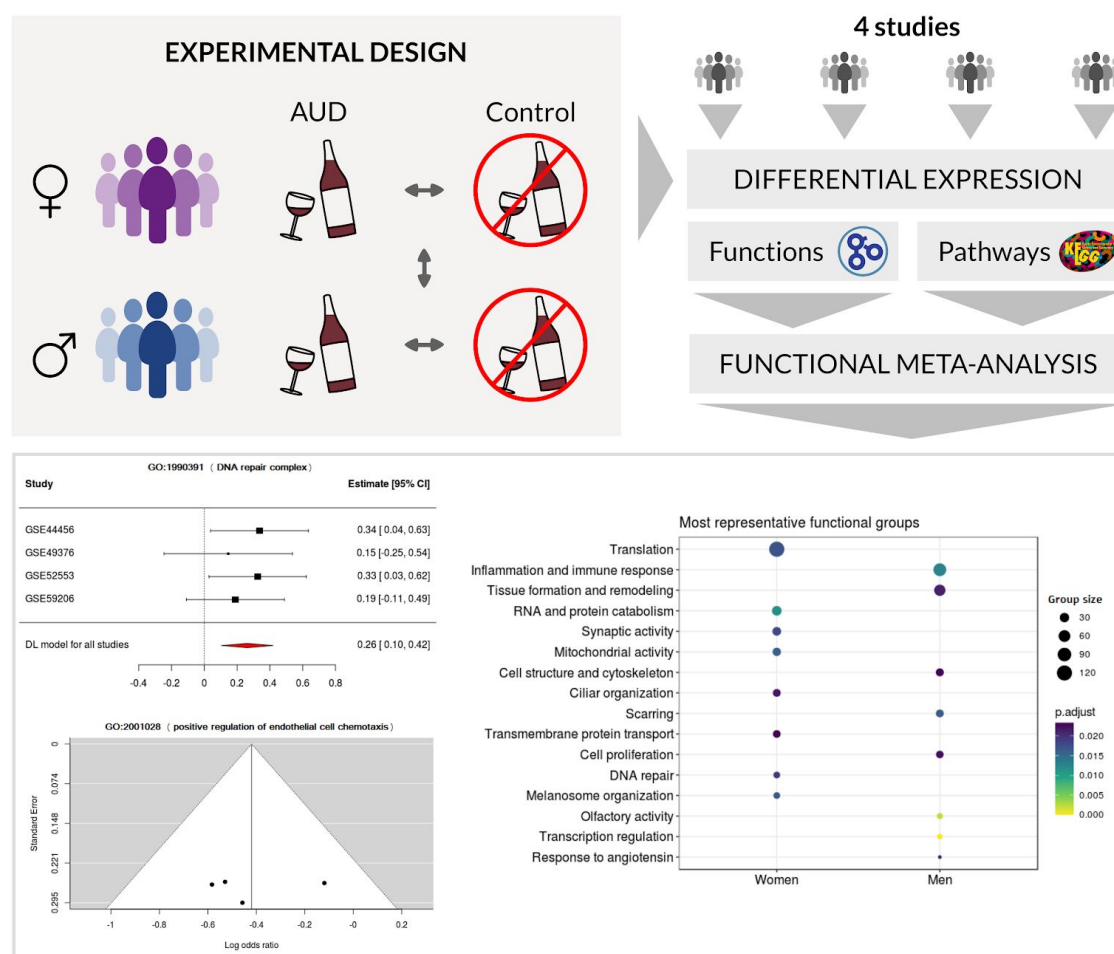 EXPERIMENTAL DESIGN
AUD
Control
♀
♂
4 studies
DIFFERENTIAL EXPRESSION
Functions
Pathways
KEGG
FUNCTIONAL META-ANALYSIS
GO:1990391 ( DNA repair complex)
Study Estimate [95% CI]
GSE44456 0.34 [ 0.04, 0.63]
GSE49376 0.15 [-0.25, 0.54]
GSE52553 0.33 [ 0.03, 0.62]
GSE59206 0.19 [-0.11, 0.49]
DL model for all studies 0.26 [ 0.10, 0.42]
-0.4 -0.2 0 0.2 0.4 0.6 0.8
GO:2001028 ( positive regulation of endothelial cell chemotaxis)
Standard Error
0
0.074
0.148
0.221
0.295
-1 -0.8 -0.6 -0.4 -0.2 0 0.2
Log odds ratio
Most representative functional groups
Translation
Inflammation and immune response
Tissue formation and remodeling
RNA and protein catabolism
Synaptic activity
Mitochondrial activity
Cell structure and cytoskeleton
Ciliar organization
Scarring
Transmembrane protein transport
Cell proliferation
DNA repair
Melanosome organization
Olfactory activity
Transcription regulation
Response to angiotensin
Women Men
Group size
30
60
90
120
p.adjust
0.020
0.015
0.010
0.005
0.000